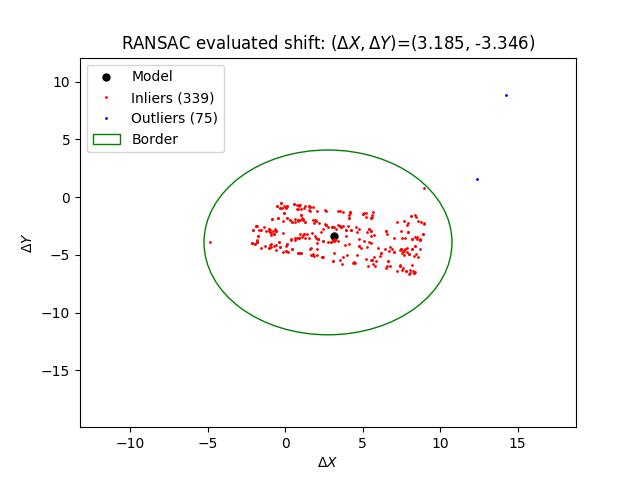 RANSAC evaluated shift: (ΔX, ΔY)=(3.185, -3.346)
Model
Inliers (339)
Outliers (75)
Border
10
5
0
−5
−10
−15
ΔY
−10
−5
0
5
10
15
ΔX